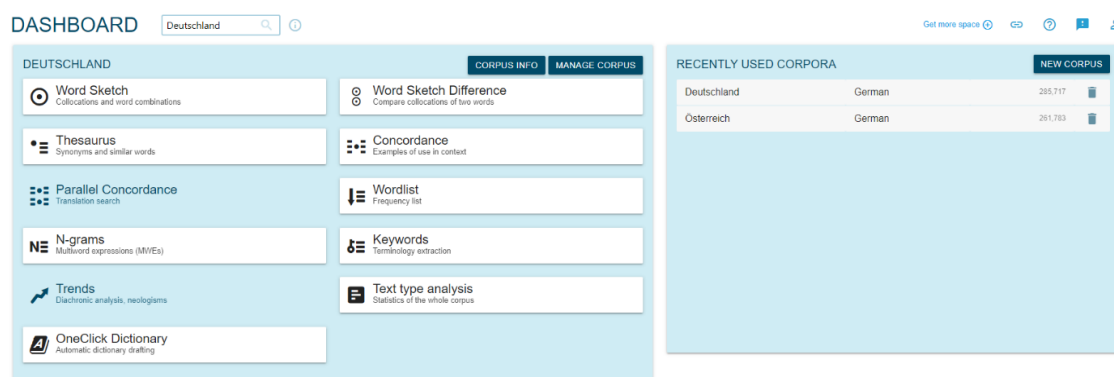 DASHBOARD
Deutschland
Get more space
DEUTSCHLAND
CORPUS INFO
MANAGE CORPUS
Word Sketch
Collocations and word combinations
Word Sketch Difference
Compare collocations of two words
Thesaurus
Synonyms and similar words
Concordance
Examples of use in context
Parallel Concordance
Translation search
Wordlist
Frequency list
N-grams
Multiword expressions (MWEs)
Keywords
Terminology extraction
Trends
Diachronic analysis, neologisms
Text type analysis
Statistics of the whole corpus
OneClick Dictionary
Automatic dictionary drafting
RECENTLY USED CORPORA
NEW CORPUS
Deutschland German 285,717
Österreich German 261,783